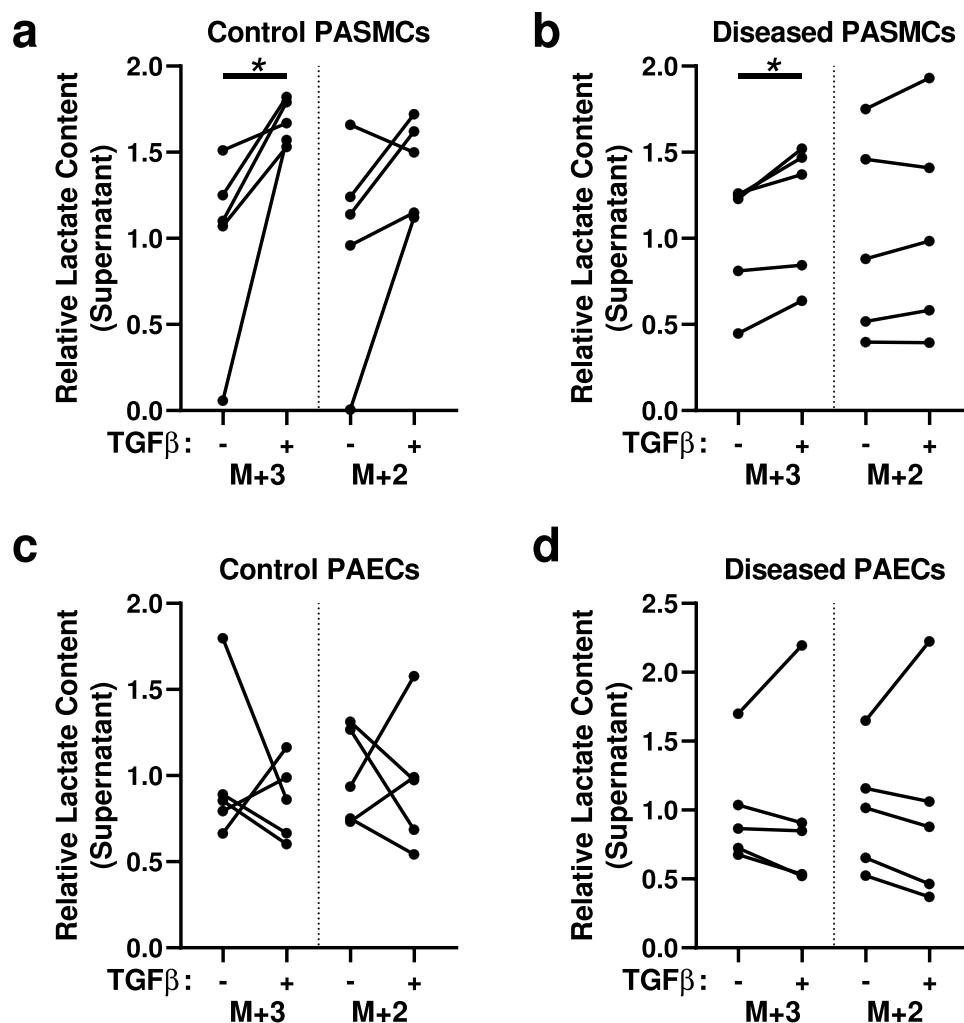 a
Control PASMCs
Relative Lactate Content
(Supernatant)
2.0
1.5
1.0
0.5
0.0
*
TGFβ: - + - +
M+3 M+2
b
Diseased PASMCs
Relative Lactate Content
(Supernatant)
2.0
1.5
1.0
0.5
0.0
*
TGFβ: - + - +
M+3 M+2
c
Control PAECs
Relative Lactate Content
(Supernatant)
2.0
1.5
1.0
0.5
0.0
TGFβ: - + - +
M+3 M+2
d
Diseased PAECs
Relative Lactate Content
(Supernatant)
2.5
2.0
1.5
1.0
0.5
0.0
TGFβ: - + - +
M+3 M+2